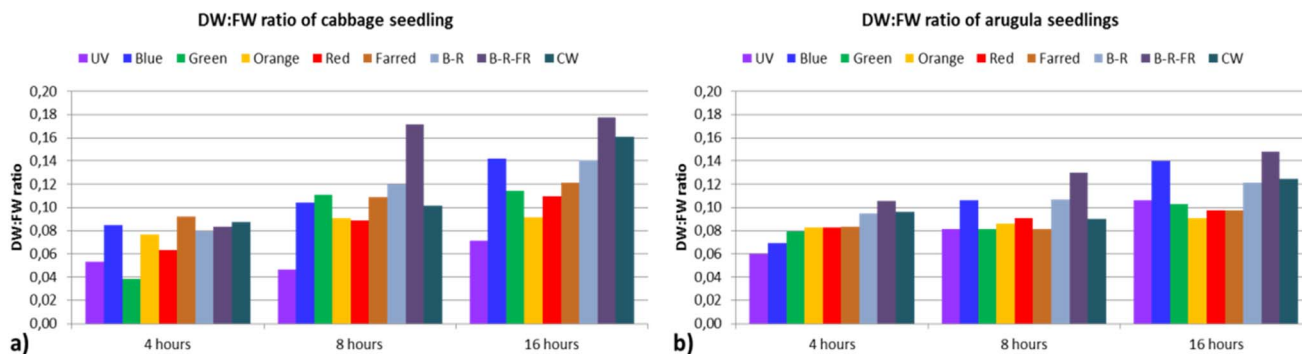 DW:FW ratio of cabbage seedling
UV Blue Green Orange Red Farred B-R B-R-FR CW
DW:FW ratio
0,20
0,18
0,16
0,14
0,12
0,10
0,08
0,06
0,04
0,02
0,00
4 hours 8 hours 16 hours
a)
DW:FW ratio of arugula seedlings
UV Blue Green Orange Red Farred B-R B-R-FR CW
DW:FW ratio
0,20
0,18
0,16
0,14
0,12
0,10
0,08
0,06
0,04
0,02
0,00
4 hours 8 hours 16 hours
b)